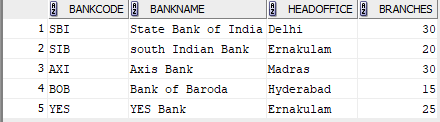 BANKCODE BANKNAME HEADOFFICE BRANCHES
1 SBI State Bank of India Delhi 30
2 SIB south Indian Bank Ernakulam 20
3 AXI Axis Bank Madras 30
4 BOB Bank of Baroda Hyderabad 15
5 YES YES Bank Ernakulam 25